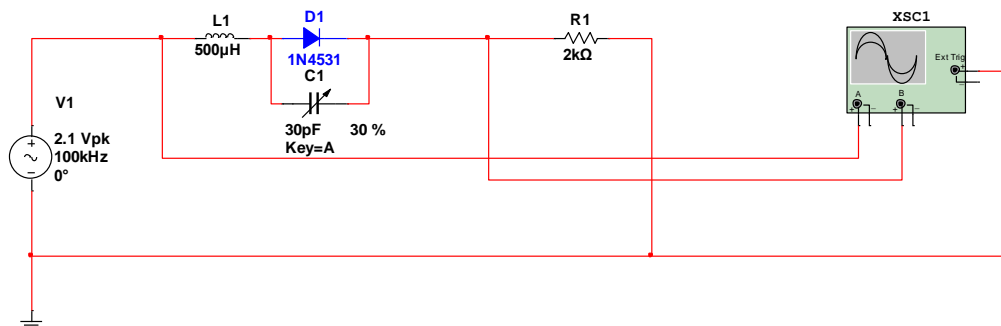 XSC1
L1
500µH
D1
1N4531
R1
2kΩ
Ext Trig
+
−
A
B
+ − + −
C1
30pF 30 %
Key=A
V1
2.1 Vpk
100kHz
0°
+
−